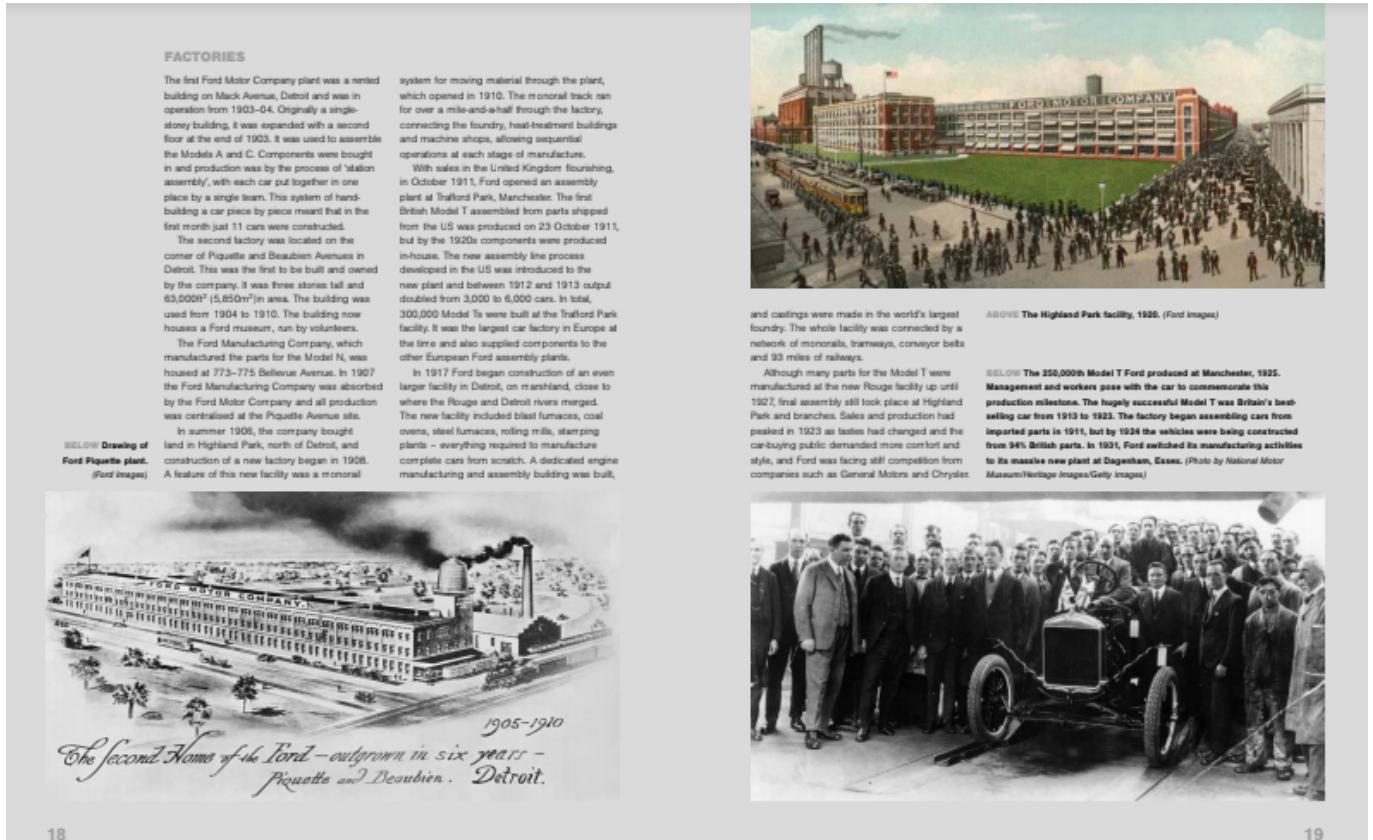 FACTORIES
The first Ford Motor Company plant was a rented
building on Mack Avenue, Detroit and was in
operation from 1903–04. Originally a single-
storey building, it was expanded with a second
floor at the end of 1903. It was used to assemble
the Models A and C. Components were bought
in and production was by the process of 'station
assembly', with each car put together in one
place by a single team. This system of hand-
building a car piece by piece meant that in the
first month just 11 cars were constructed.
The second factory was located on the
corner of Piquette and Beaubien Avenues in
Detroit. This was the first to be built and owned
by the company. It was three stories tall and
63,000ft² (5,850m²)in area. The building was
used from 1904 to 1910. The building now
houses a Ford museum, run by volunteers.
The Ford Manufacturing Company, which
manufactured the parts for the Model N, was
housed at 773–775 Bellevue Avenue. In 1907
the Ford Manufacturing Company was absorbed
by the Ford Motor Company and all production
was centralised at the Piquette Avenue site.
In summer 1906, the company bought
land in Highland Park, north of Detroit, and
construction of a new factory began in 1908.
A feature of this new facility was a monorail
system for moving material through the plant,
which opened in 1910. The monorail track ran
for over a mile-and-a-half through the factory,
connecting the foundry, heat-treatment buildings
and machine shops, allowing sequential
operations at each stage of manufacture.
With sales in the United Kingdom flourishing,
in October 1911, Ford opened an assembly
plant at Trafford Park, Manchester. The first
British Model T assembled from parts shipped
from the US was produced on 23 October 1911,
but by the 1920s components were produced
in-house. The new assembly line process
developed in the US was introduced to the
new plant and between 1912 and 1913 output
doubled from 3,000 to 6,000 cars. In total,
300,000 Model Ts were built at the Trafford Park
facility. It was the largest car factory in Europe at
the time and also supplied components to the
other European Ford assembly plants.
In 1917 Ford began construction of an even
larger facility in Detroit, on marshland, close to
where the Rouge and Detroit rivers merged.
The new facility included blast furnaces, coal
ovens, steel furnaces, rolling mills, stamping
plants – everything required to manufacture
complete cars from scratch. A dedicated engine
manufacturing and assembly building was built,
BELOW Drawing of
Ford Piquette plant.
(Ford Images)
FORD MOTOR COMPANY.
1905-1910
The Second Home of the Ford – outgrown in six years –
Piquette and Beaubien. Detroit.
18
FORD MOTOR COMPANY
and castings were made in the world's largest
foundry. The whole facility was connected by a
network of monorails, tramways, conveyor belts
and 93 miles of railways.
Although many parts for the Model T were
manufactured at the new Rouge facility up until
1927, final assembly still took place at Highland
Park and branches. Sales and production had
peaked in 1923 as tastes had changed and the
car-buying public demanded more comfort and
style, and Ford was facing stiff competition from
companies such as General Motors and Chrysler.
ABOVE The Highland Park facility, 1920. (Ford Images)
BELOW The 250,000th Model T Ford produced at Manchester, 1925.
Management and workers pose with the car to commemorate this
production milestone. The hugely successful Model T was Britain's best-
selling car from 1913 to 1923. The factory began assembling cars from
imported parts in 1911, but by 1924 the vehicles were being constructed
from 94% British parts. In 1931, Ford switched its manufacturing activities
to its massive new plant at Dagenham, Essex. (Photo by National Motor
Museum/Heritage Images/Getty Images)
19